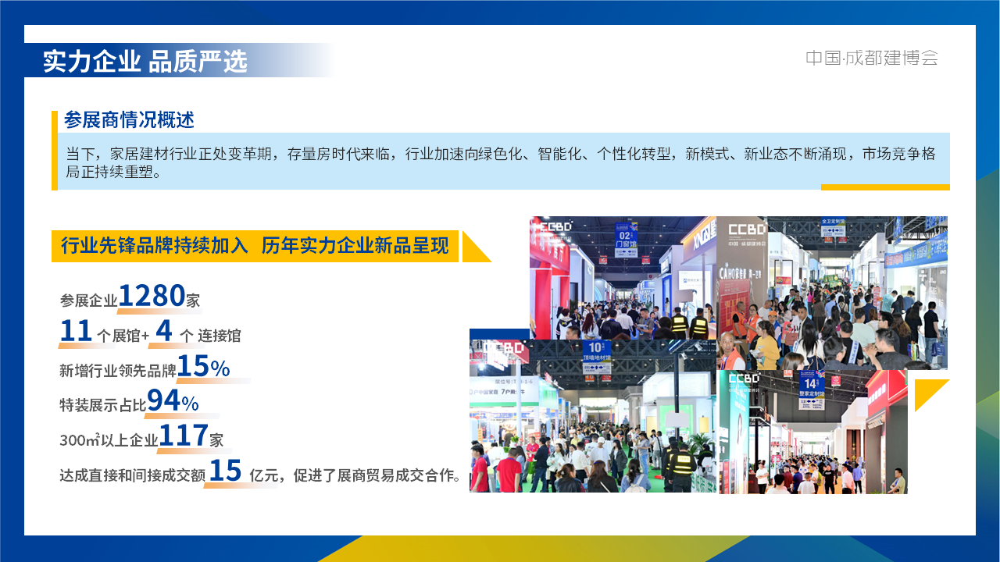 实力企业 品质严选
中国·成都建博会
参展商情况概述
当下，家居建材行业正处变革期，存量房时代来临，行业加速向绿色化、智能化、个性化转型，新模式、新业态不断涌现，市场竞争格
局正持续重塑。
行业先锋品牌持续加入 历年实力企业新品呈现
参展企业1280家
11个展馆+ 4 个 连接馆
新增行业领先品牌15%
特装展示占比94%
300㎡以上企业117家
达成直接和间接成交额 15 亿元，促进了展商贸易成交合作。
CCBD
02
门窗馆
CCBD
中国·成都建博会
全卫定制馆
CCBD
10
顶墙地材馆
CCBD
14
整家定制馆